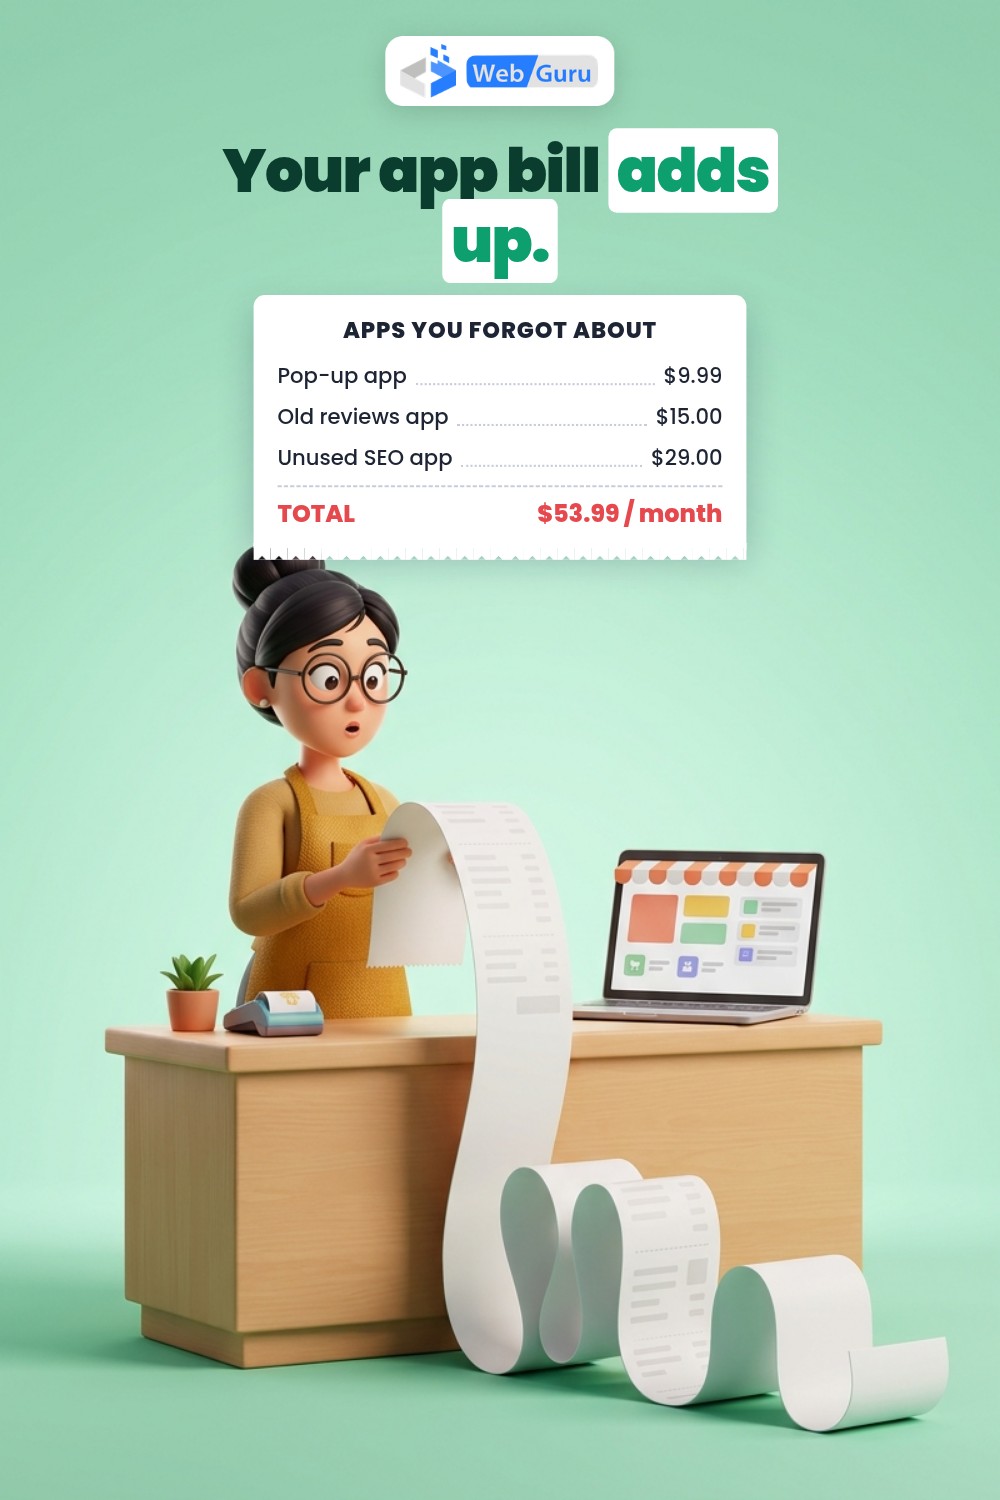 Web Guru
Your app bill adds
up.
APPS YOU FORGOT ABOUT
Pop-up app $9.99
Old reviews app $15.00
Unused SEO app $29.00
TOTAL $53.99 / month